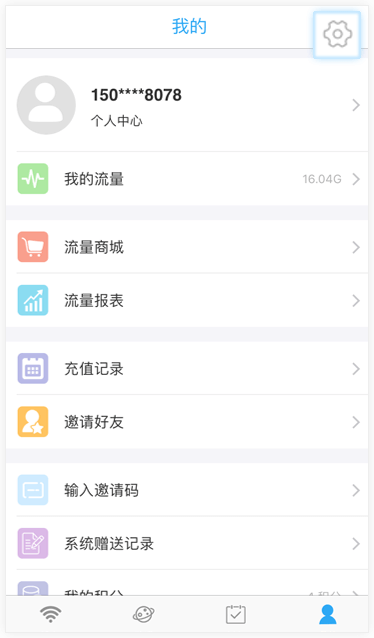 我的
150****8078
个人中心
我的流量 16.04G
流量商城
流量报表
充值记录
邀请好友
输入邀请码
系统赠送记录
我的积分